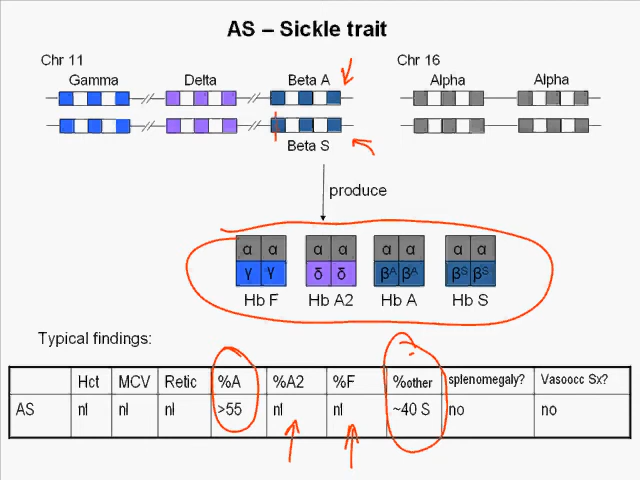 AS – Sickle trait
Chr 11
Chr 16
Gamma Delta Beta A Alpha Alpha
Beta S
produce
α α α α α α α α
γ γ δ δ βᴬ βᴬ βˢ βˢ
Hb F Hb A2 Hb A Hb S
Typical findings:
Hct MCV Retic %A %A2 %F %other splenomegaly? Vasoocc Sx?
AS nl nl nl >55 nl nl ~40 S no no